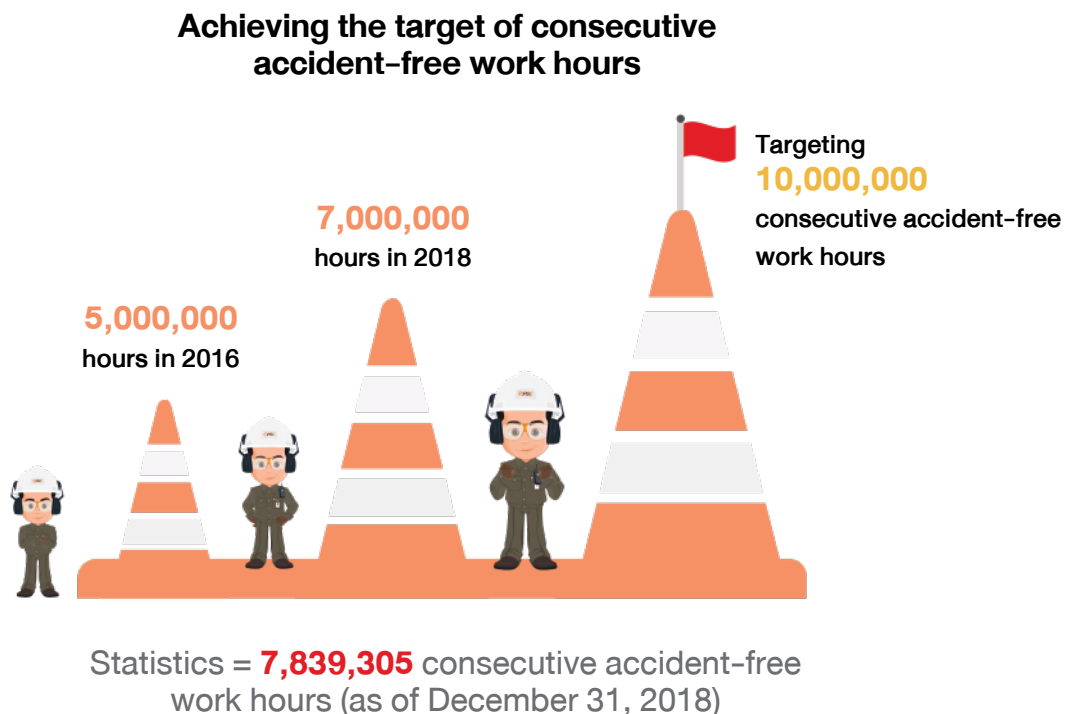 Achieving the target of consecutive
accident-free work hours
Targeting
10,000,000
consecutive accident-free
work hours
7,000,000
hours in 2018
5,000,000
hours in 2016
Statistics = 7,839,305 consecutive accident-free
work hours (as of December 31, 2018)